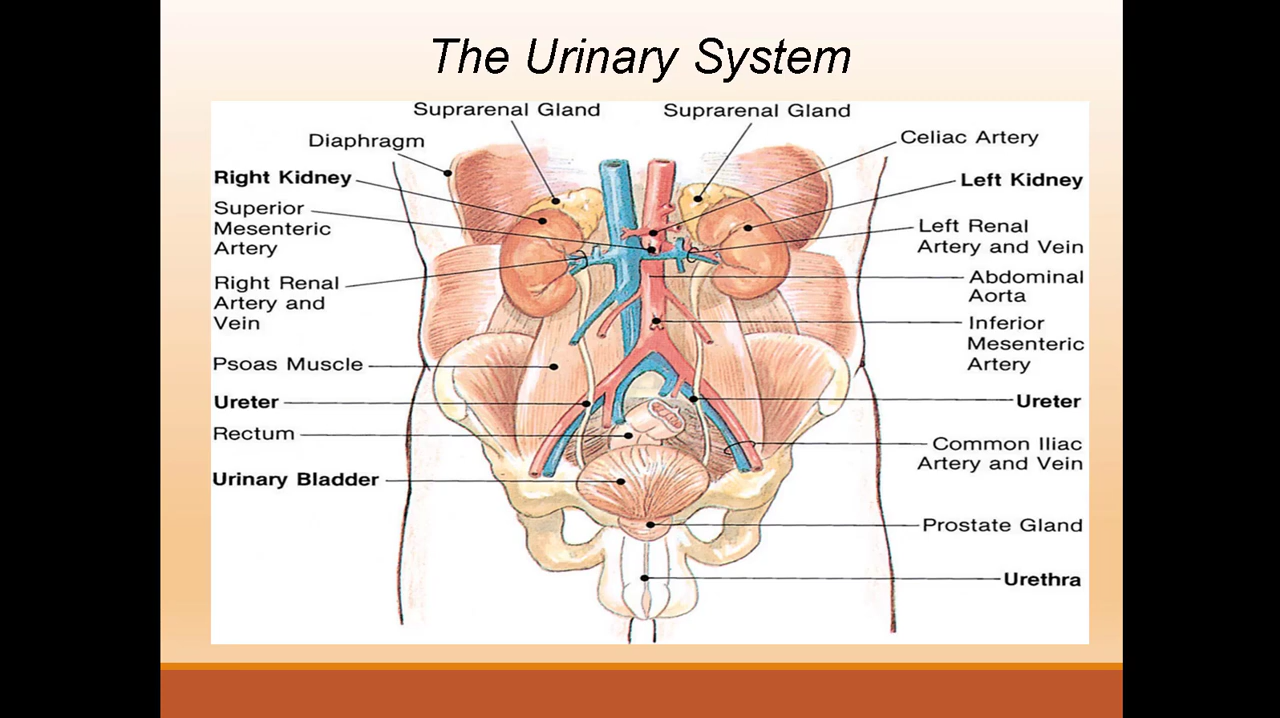 The Urinary System
Suprarenal Gland
Suprarenal Gland
Diaphragm
Celiac Artery
Right Kidney
Left Kidney
Superior
Mesenteric
Artery
Left Renal
Artery and Vein
Right Renal
Artery and
Vein
Abdominal
Aorta
Inferior
Mesenteric
Artery
Psoas Muscle
Ureter
Ureter
Rectum
Common Iliac
Artery and Vein
Urinary Bladder
Prostate Gland
Urethra